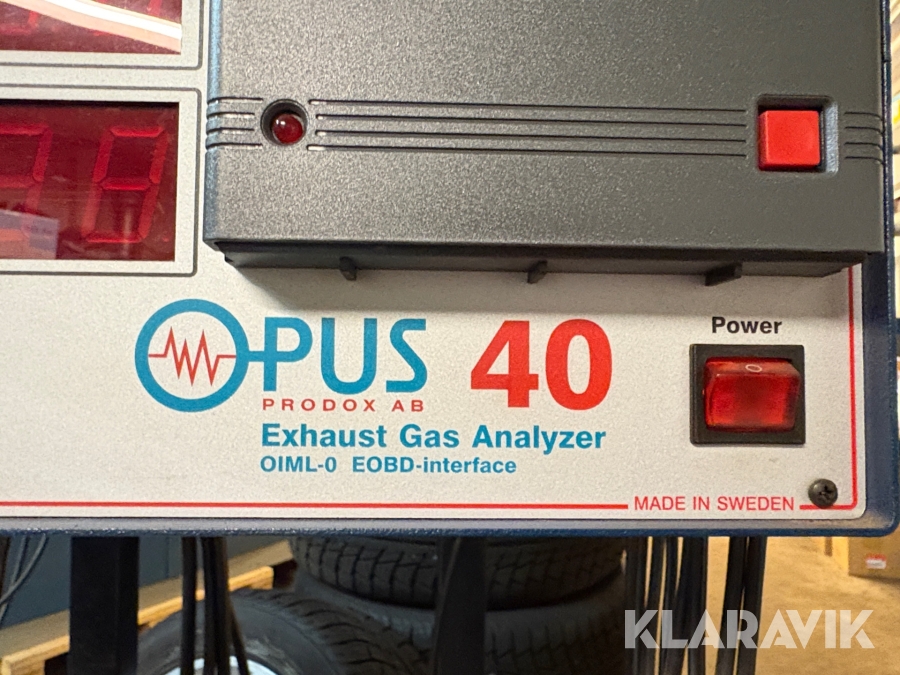 OPUS 40
PRODOX AB
Power
Exhaust Gas Analyzer
OIML-0 EOBD-interface
MADE IN SWEDEN
KLARAVIK